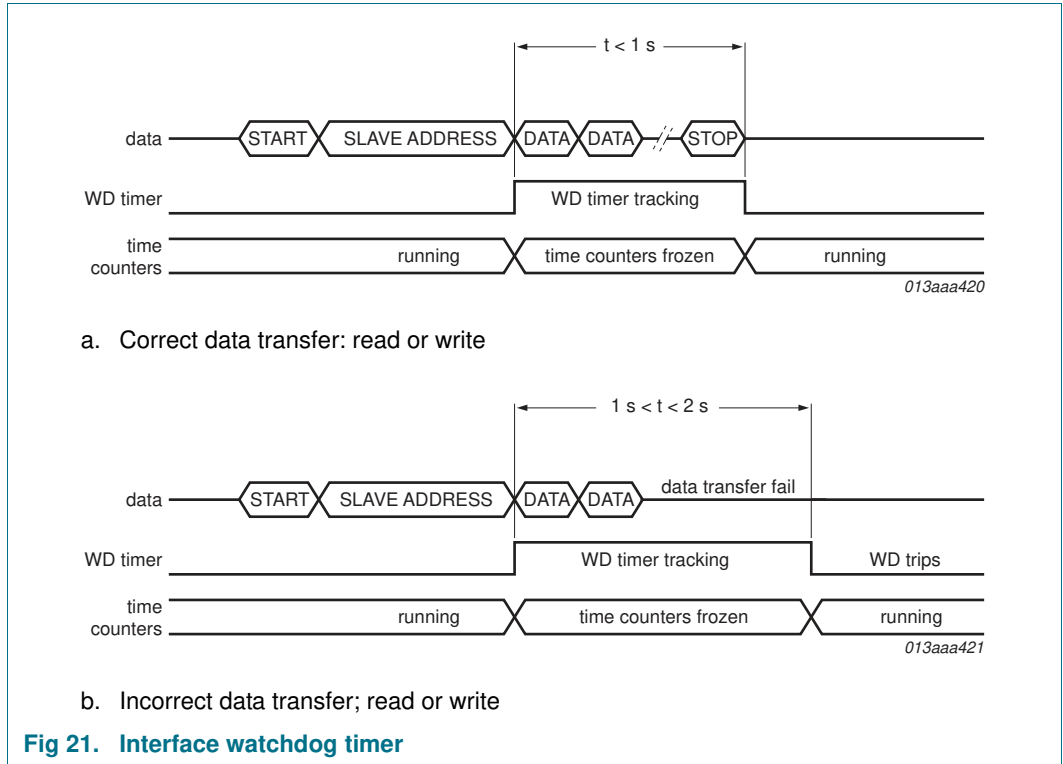 t < 1 s
data START SLAVE ADDRESS DATA DATA STOP
WD timer WD timer tracking
time counters running time counters frozen running
013aaa420
a. Correct data transfer: read or write
1 s < t < 2 s
data START SLAVE ADDRESS DATA DATA data transfer fail
WD timer WD timer tracking WD trips
time counters running time counters frozen running
013aaa421
b. Incorrect data transfer; read or write
Fig 21. Interface watchdog timer